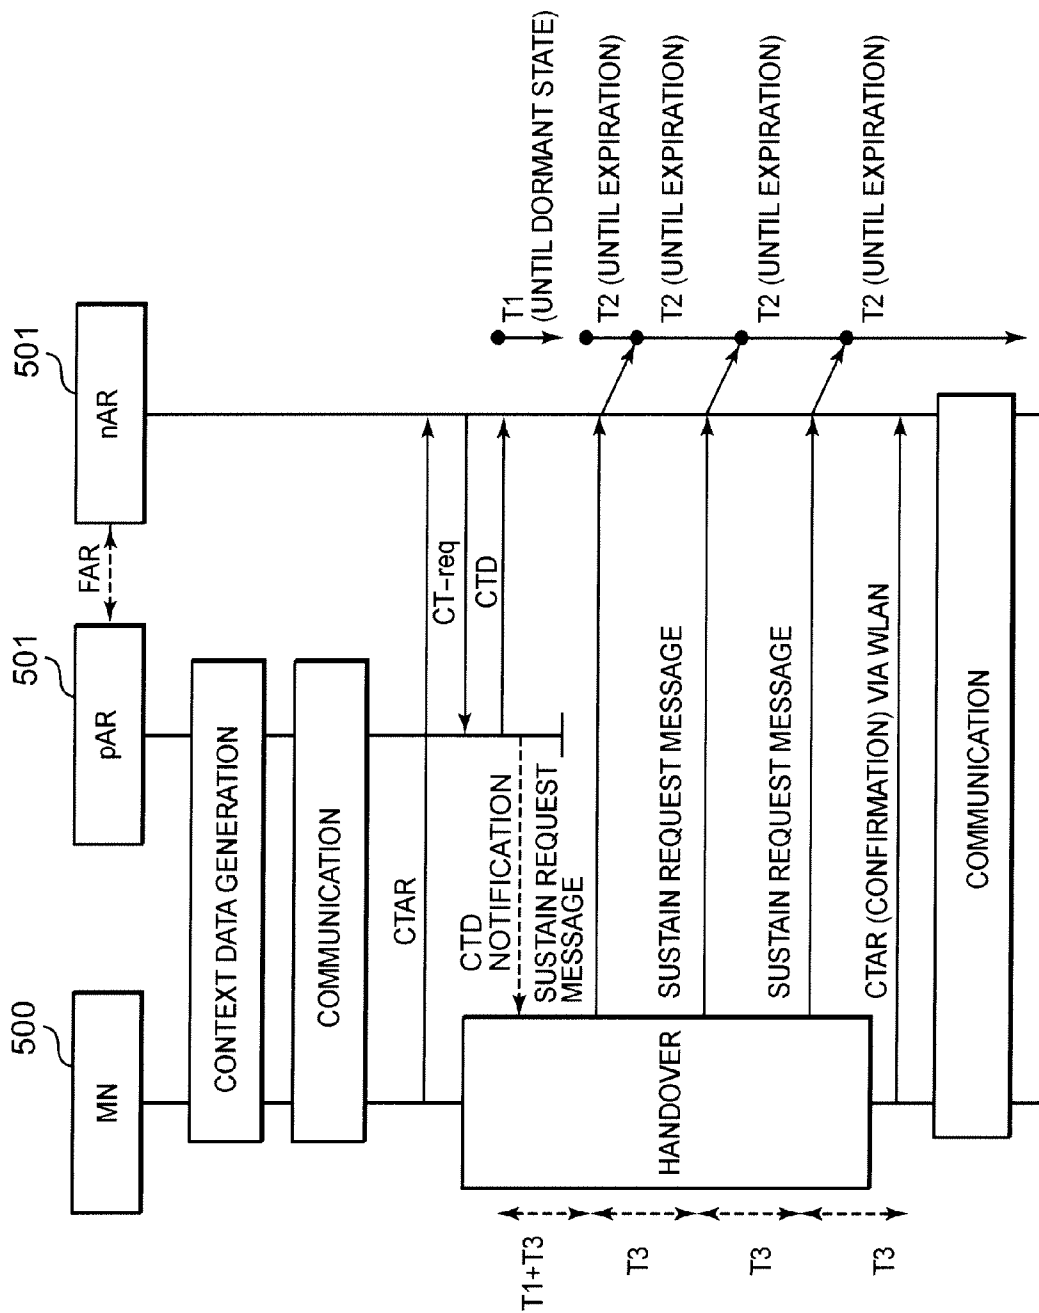 500
501
501
MN
pAR
FAR
nAR
CONTEXT DATA GENERATION
COMMUNICATION
CTAR
CT-req
CTD
CTD
NOTIFICATION
SUSTAIN REQUEST
MESSAGE
SUSTAIN REQUEST MESSAGE
SUSTAIN REQUEST MESSAGE
CTAR (CONFIRMATION) VIA WLAN
HANDOVER
COMMUNICATION
T1+T3
T3
T3
T3
T1
(UNTIL DORMANT STATE)
T2 (UNTIL EXPIRATION)
T2 (UNTIL EXPIRATION)
T2 (UNTIL EXPIRATION)
T2 (UNTIL EXPIRATION)